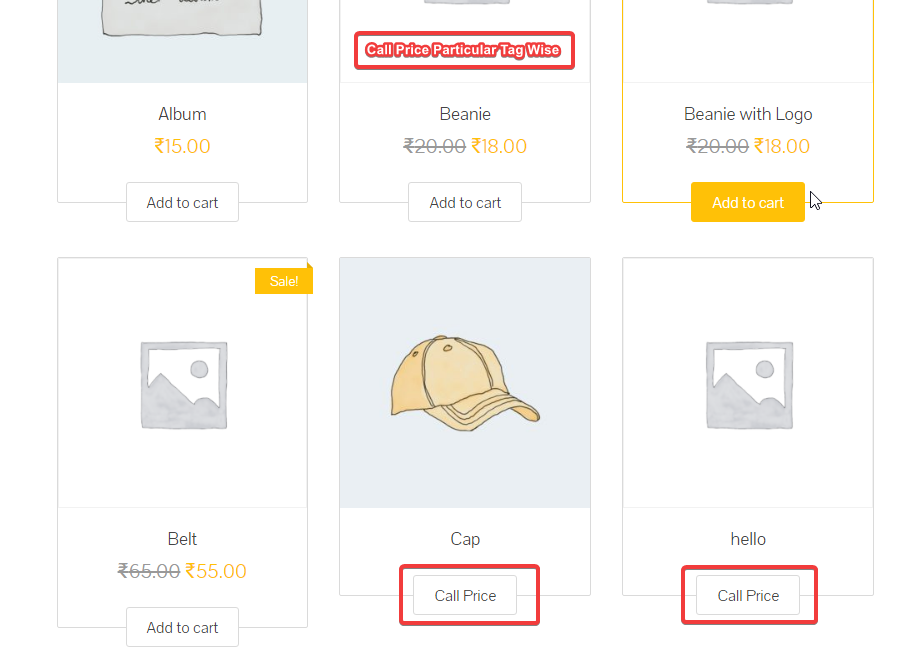 Call Price Particular Tag Wise
Album
Beanie
Beanie with Logo
₹15.00
₹20.00 ₹18.00
₹20.00 ₹18.00
Add to cart
Add to cart
Add to cart
Sale!
Belt
Cap
hello
₹65.00 ₹55.00
Call Price
Call Price
Add to cart